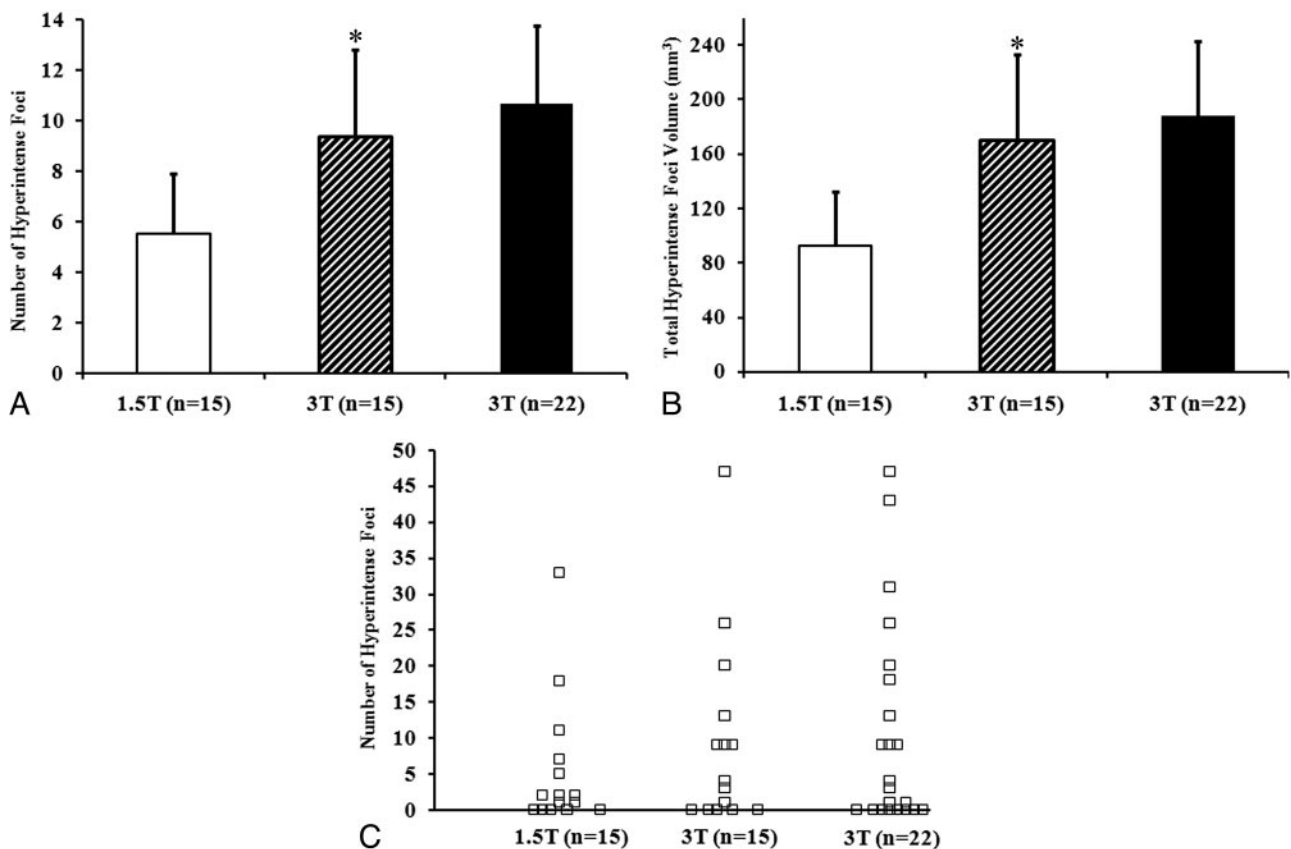 Number of Hyperintense Foci
14
12
10
8
6
4
2
0
*
1.5T (n=15)
3T (n=15)
3T (n=22)
A
Total Hyperintense Foci Volume (mm³)
240
200
160
120
80
40
0
*
1.5T (n=15)
3T (n=15)
3T (n=22)
B
Number of Hyperintense Foci
50
45
40
35
30
25
20
15
10
5
0
1.5T (n=15)
3T (n=15)
3T (n=22)
C